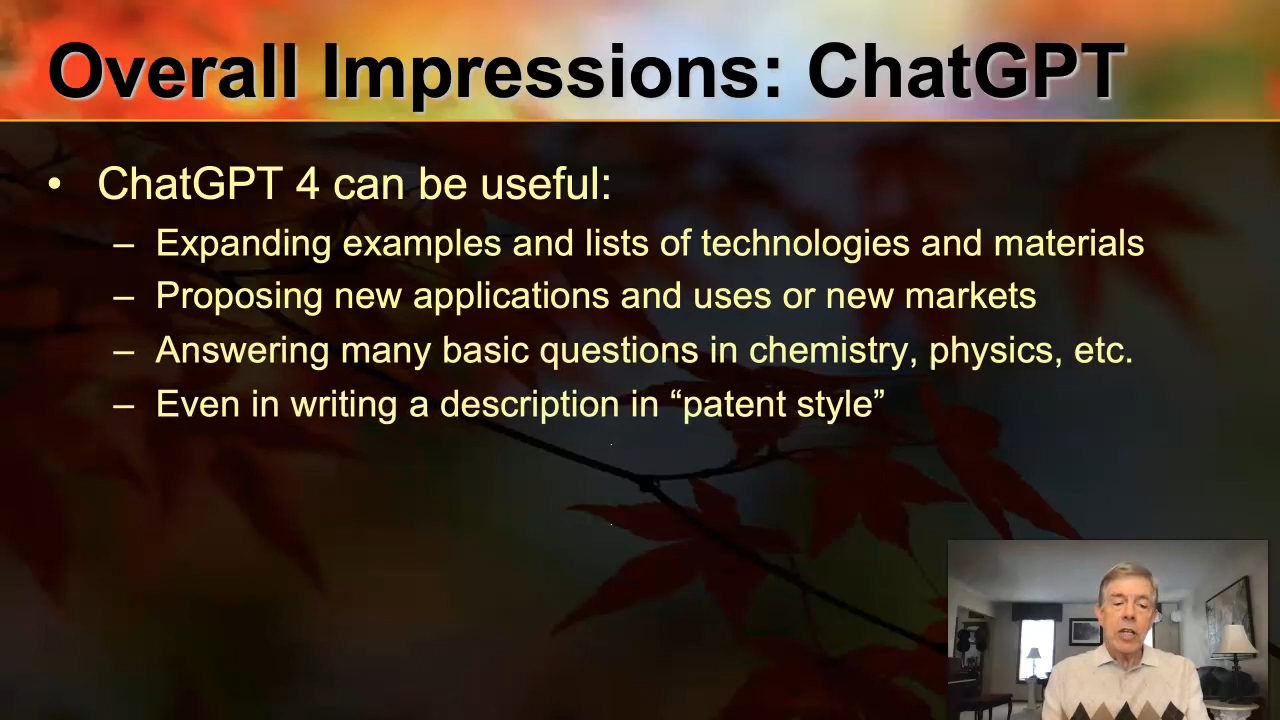 Overall Impressions: ChatGPT
• ChatGPT 4 can be useful:
– Expanding examples and lists of technologies and materials
– Proposing new applications and uses or new markets
– Answering many basic questions in chemistry, physics, etc.
– Even in writing a description in “patent style”